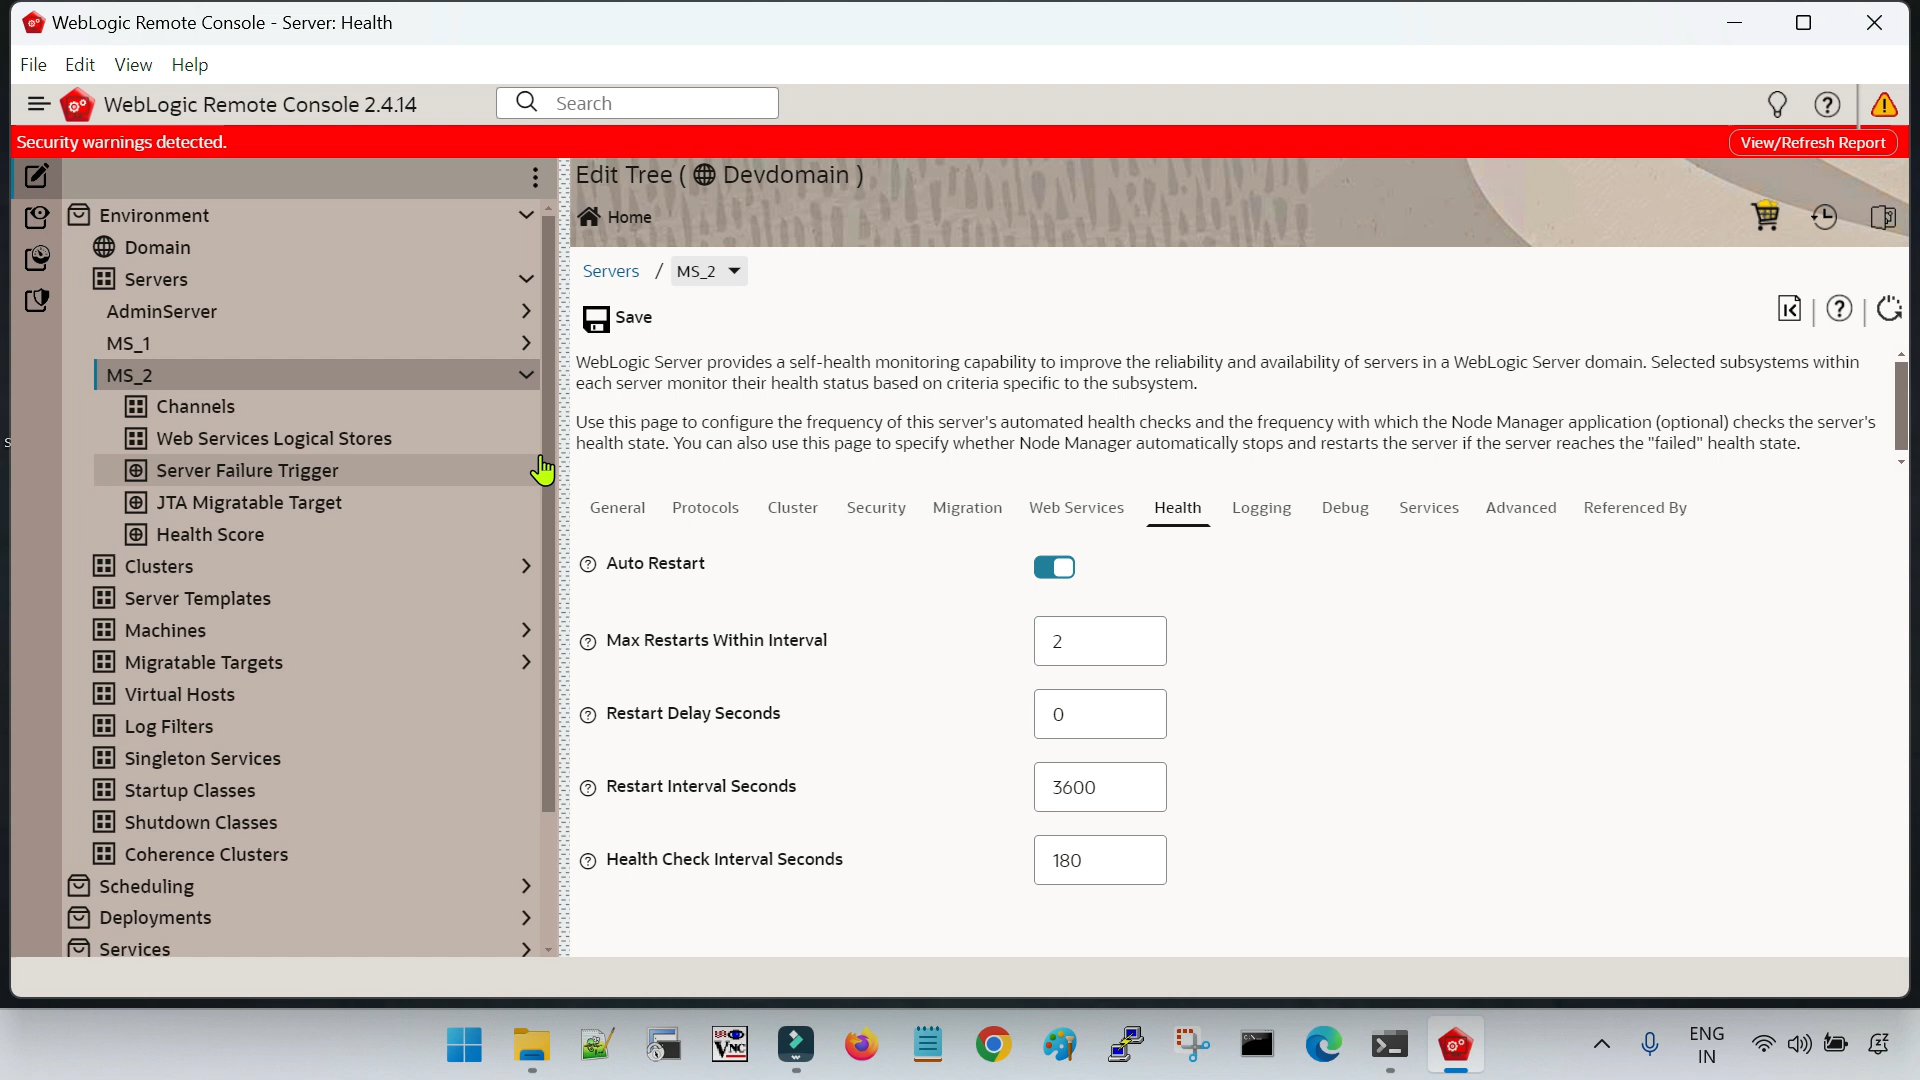 WebLogic Remote Console - Server: Health
File Edit View Help
WebLogic Remote Console 2.4.14
Search
Security warnings detected.
View/Refresh Report
Edit Tree ( Devdomain )
Home
Environment
Domain
Servers
AdminServer
MS_1
MS_2
Channels
Web Services Logical Stores
Server Failure Trigger
JTA Migratable Target
Health Score
Clusters
Server Templates
Machines
Migratable Targets
Virtual Hosts
Log Filters
Singleton Services
Startup Classes
Shutdown Classes
Coherence Clusters
Scheduling
Deployments
Services
Servers / MS_2
Save
WebLogic Server provides a self-health monitoring capability to improve the reliability and availability of servers in a WebLogic Server domain. Selected subsystems within
each server monitor their health status based on criteria specific to the subsystem.
Use this page to configure the frequency of this server's automated health checks and the frequency with which the Node Manager application (optional) checks the server's
health state. You can also use this page to specify whether Node Manager automatically stops and restarts the server if the server reaches the "failed" health state.
General Protocols Cluster Security Migration Web Services Health Logging Debug Services Advanced Referenced By
Auto Restart
Max Restarts Within Interval 2
Restart Delay Seconds 0
Restart Interval Seconds 3600
Health Check Interval Seconds 180
S
VNC
ENG
IN